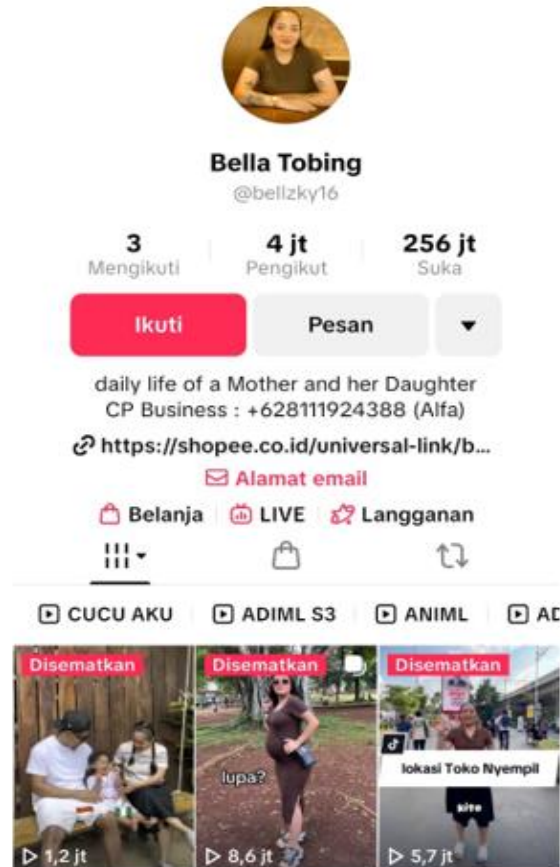 Bella Tobing
@bellzky16
3 4 jt 256 jt
Mengikuti Pengikut Suka
Ikuti Pesan
daily life of a Mother and her Daughter
CP Business : +628111924388 (Alfa)
https://shopee.co.id/universal-link/b...
Alamat email
Belanja LIVE Langganan
CUCU AKU ADIML S3 ANIML AD
Disematkan Disematkan Disematkan
lokasi Toko Nyempil
lupa?
site
1,2 jt 8,6 jt 5,7 jt